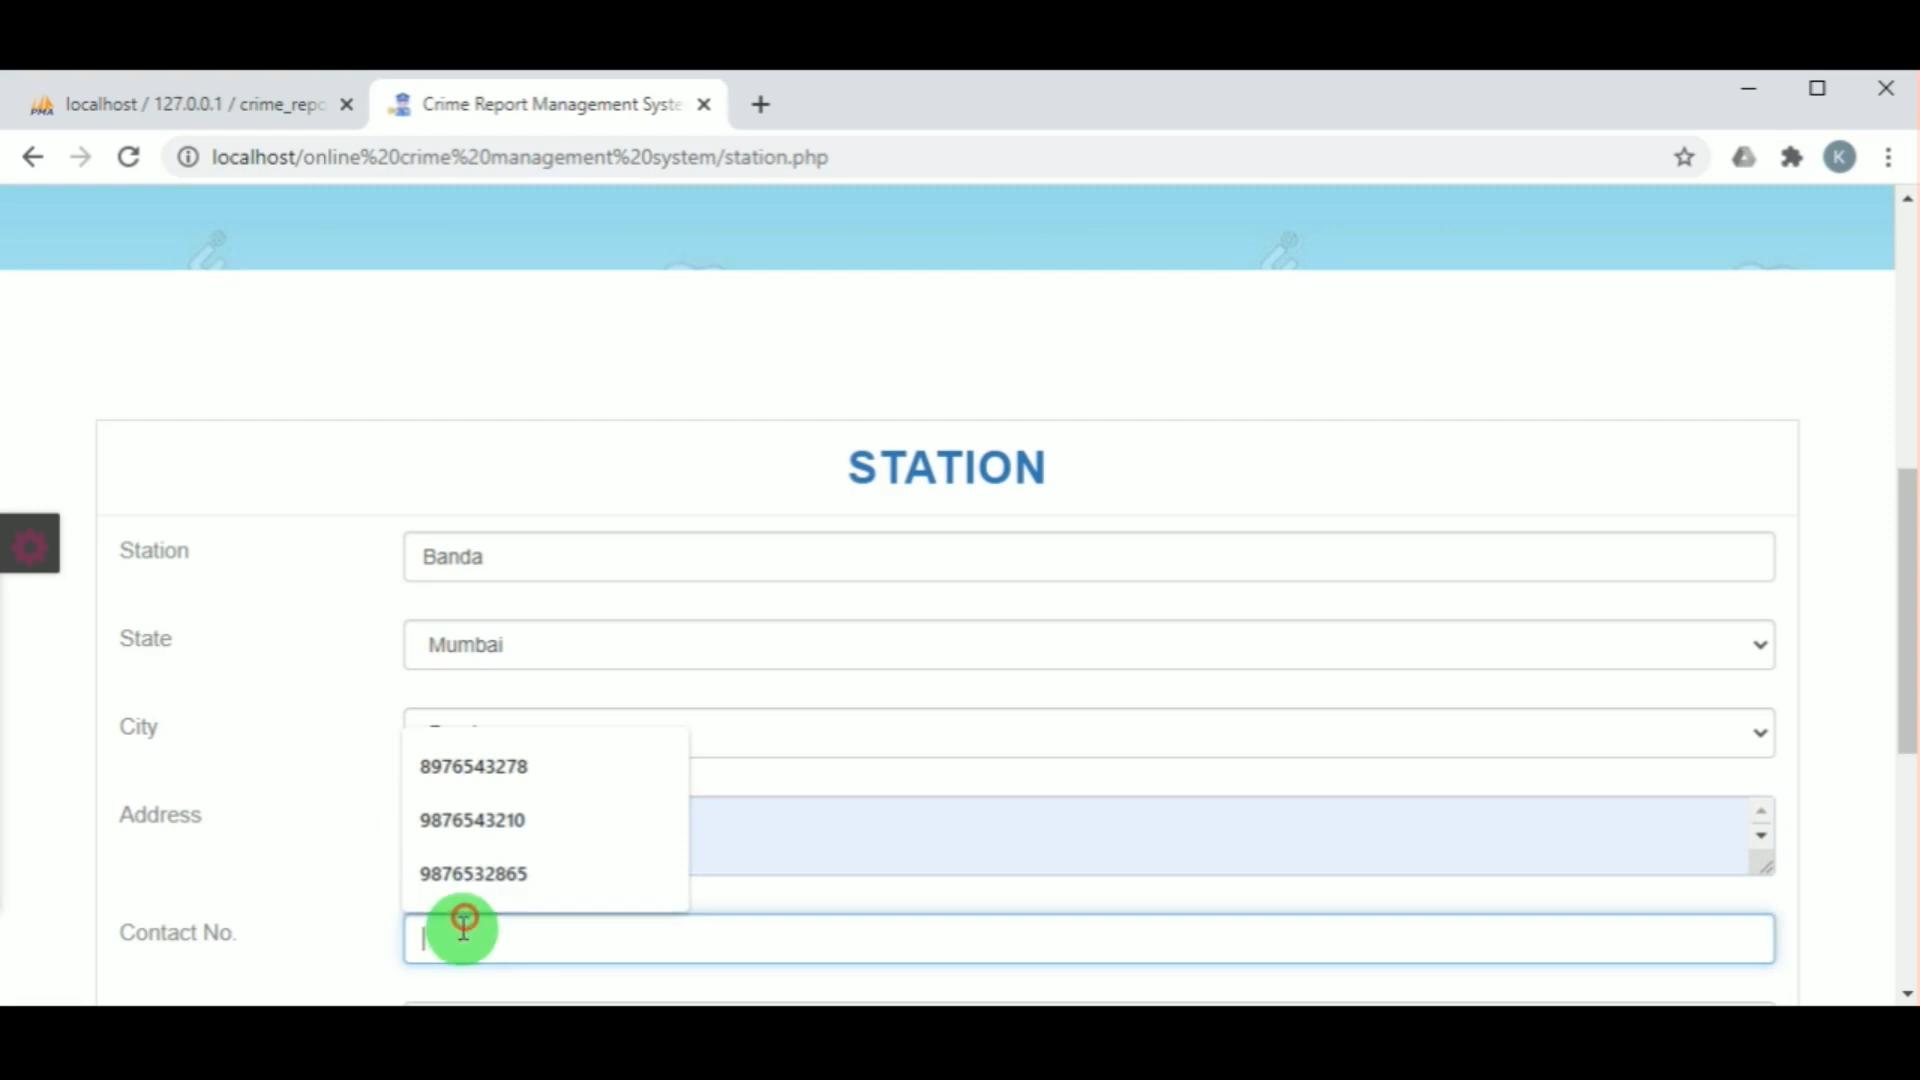 localhost / 127.0.0.1 / crime_repo
Crime Report Management Syste
localhost/online%20crime%20management%20system/station.php
K
STATION
Station
Banda
State
Mumbai
City
8976543278
Address
9876543210
9876532865
Contact No.